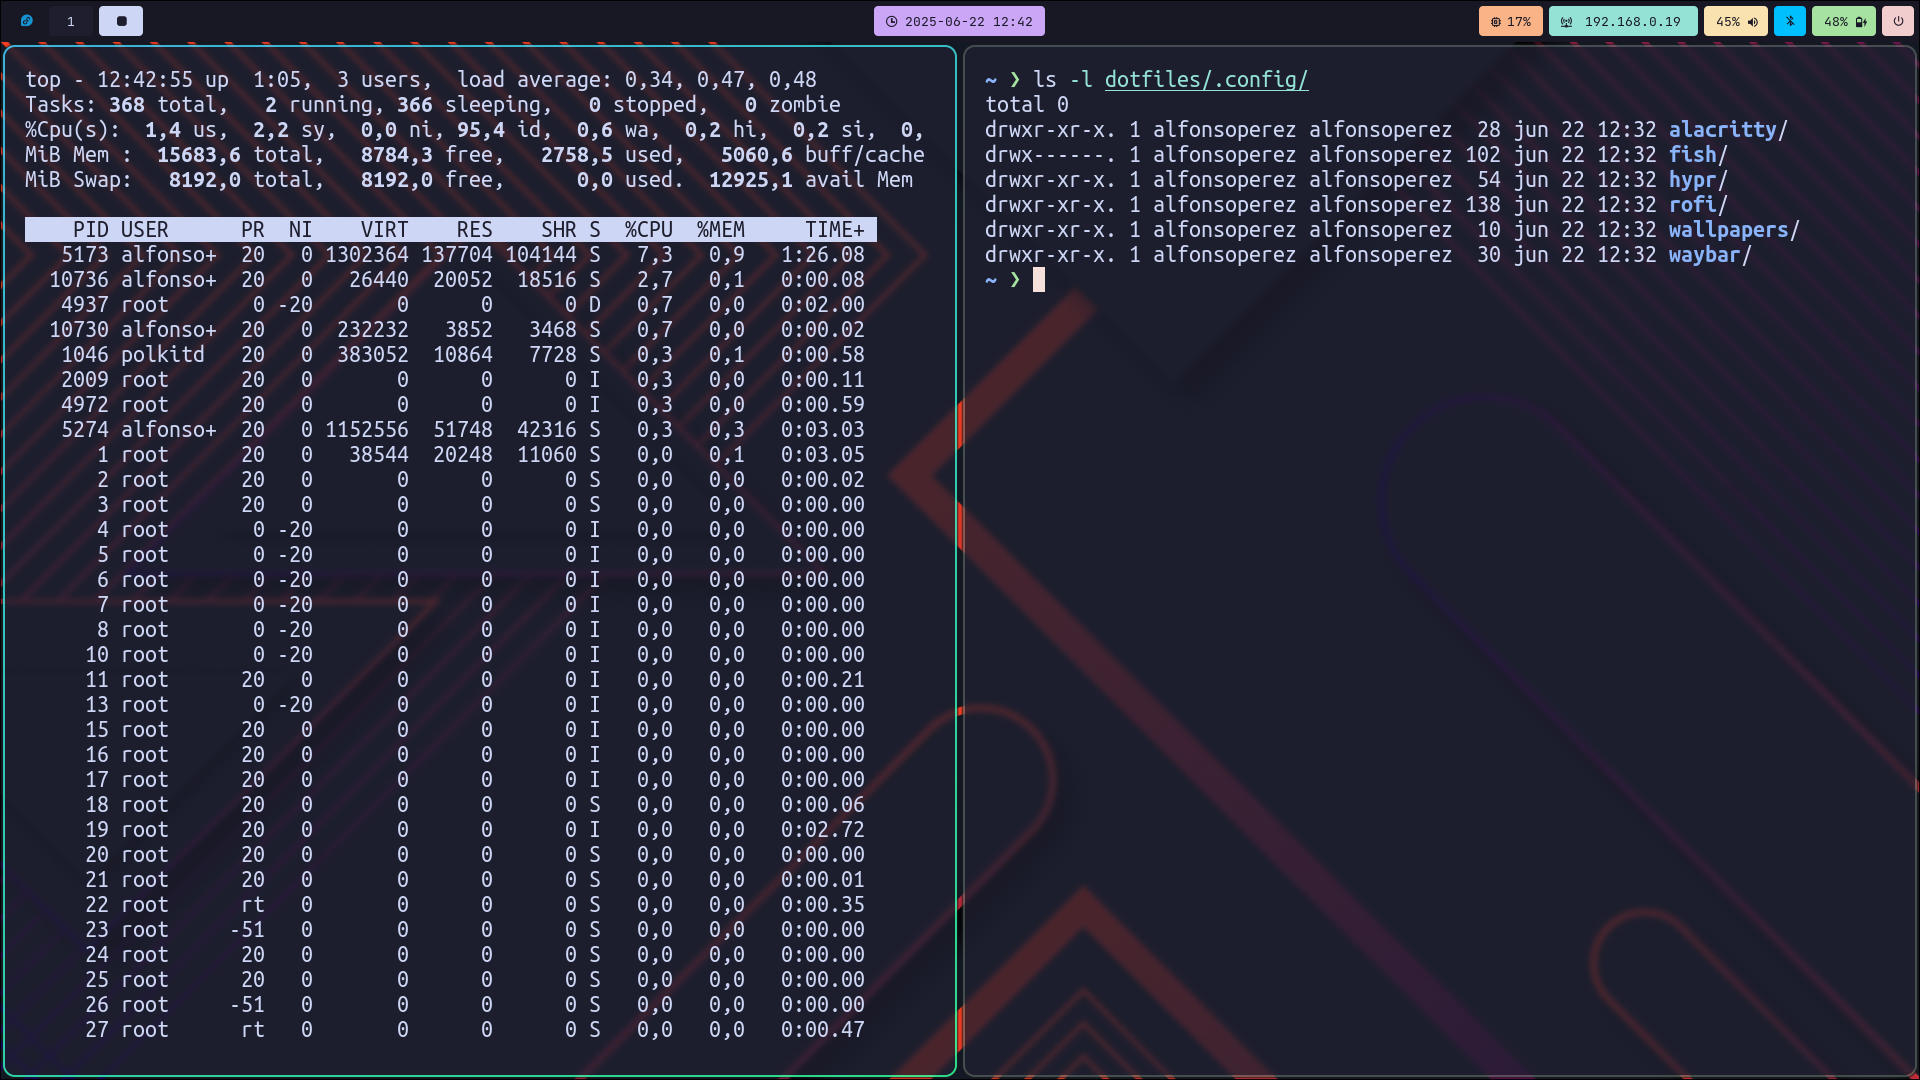 1
2025-06-22 12:42
17%
192.168.0.19
45%
48%
top - 12:42:55 up  1:05,  3 users,  load average: 0,34, 0,47, 0,48
Tasks: 368 total,   2 running, 366 sleeping,   0 stopped,   0 zombie
%Cpu(s):  1,4 us,  2,2 sy,  0,0 ni, 95,4 id,  0,6 wa,  0,2 hi,  0,2 si,  0,
MiB Mem :  15683,6 total,   8784,3 free,   2758,5 used,   5060,6 buff/cache
MiB Swap:   8192,0 total,   8192,0 free,      0,0 used.  12925,1 avail Mem
PID USER      PR  NI    VIRT    RES    SHR S  %CPU  %MEM     TIME+
5173 alfonso+  20   0 1302364 137704 104144 S   7,3   0,9   1:26.08
10736 alfonso+  20   0   26440  20052  18516 S   2,7   0,1   0:00.08
4937 root       0 -20       0      0      0 D   0,7   0,0   0:02.00
10730 alfonso+  20   0  232232   3852   3468 S   0,7   0,0   0:00.02
1046 polkitd   20   0  383052  10864   7728 S   0,3   0,1   0:00.58
2009 root      20   0       0      0      0 I   0,3   0,0   0:00.11
4972 root      20   0       0      0      0 I   0,3   0,0   0:00.59
5274 alfonso+  20   0 1152556  51748  42316 S   0,3   0,3   0:03.03
1 root      20   0   38544  20248  11060 S   0,0   0,1   0:03.05
2 root      20   0       0      0      0 S   0,0   0,0   0:00.02
3 root      20   0       0      0      0 S   0,0   0,0   0:00.00
4 root       0 -20       0      0      0 I   0,0   0,0   0:00.00
5 root       0 -20       0      0      0 I   0,0   0,0   0:00.00
6 root       0 -20       0      0      0 I   0,0   0,0   0:00.00
7 root       0 -20       0      0      0 I   0,0   0,0   0:00.00
8 root       0 -20       0      0      0 I   0,0   0,0   0:00.00
10 root       0 -20       0      0      0 I   0,0   0,0   0:00.00
11 root      20   0       0      0      0 I   0,0   0,0   0:00.21
13 root       0 -20       0      0      0 I   0,0   0,0   0:00.00
15 root      20   0       0      0      0 I   0,0   0,0   0:00.00
16 root      20   0       0      0      0 I   0,0   0,0   0:00.00
17 root      20   0       0      0      0 I   0,0   0,0   0:00.00
18 root      20   0       0      0      0 S   0,0   0,0   0:00.06
19 root      20   0       0      0      0 I   0,0   0,0   0:02.72
20 root      20   0       0      0      0 S   0,0   0,0   0:00.00
21 root      20   0       0      0      0 S   0,0   0,0   0:00.01
22 root      rt   0       0      0      0 S   0,0   0,0   0:00.35
23 root     -51   0       0      0      0 S   0,0   0,0   0:00.00
24 root      20   0       0      0      0 S   0,0   0,0   0:00.00
25 root      20   0       0      0      0 S   0,0   0,0   0:00.00
26 root     -51   0       0      0      0 S   0,0   0,0   0:00.00
27 root      rt   0       0      0      0 S   0,0   0,0   0:00.47
~ ❯ ls -l dotfiles/.config/
total 0
drwxr-xr-x. 1 alfonsoperez alfonsoperez  28 jun 22 12:32 alacritty/
drwx------. 1 alfonsoperez alfonsoperez 102 jun 22 12:32 fish/
drwxr-xr-x. 1 alfonsoperez alfonsoperez  54 jun 22 12:32 hypr/
drwxr-xr-x. 1 alfonsoperez alfonsoperez 138 jun 22 12:32 rofi/
drwxr-xr-x. 1 alfonsoperez alfonsoperez  10 jun 22 12:32 wallpapers/
drwxr-xr-x. 1 alfonsoperez alfonsoperez  30 jun 22 12:32 waybar/
~ ❯